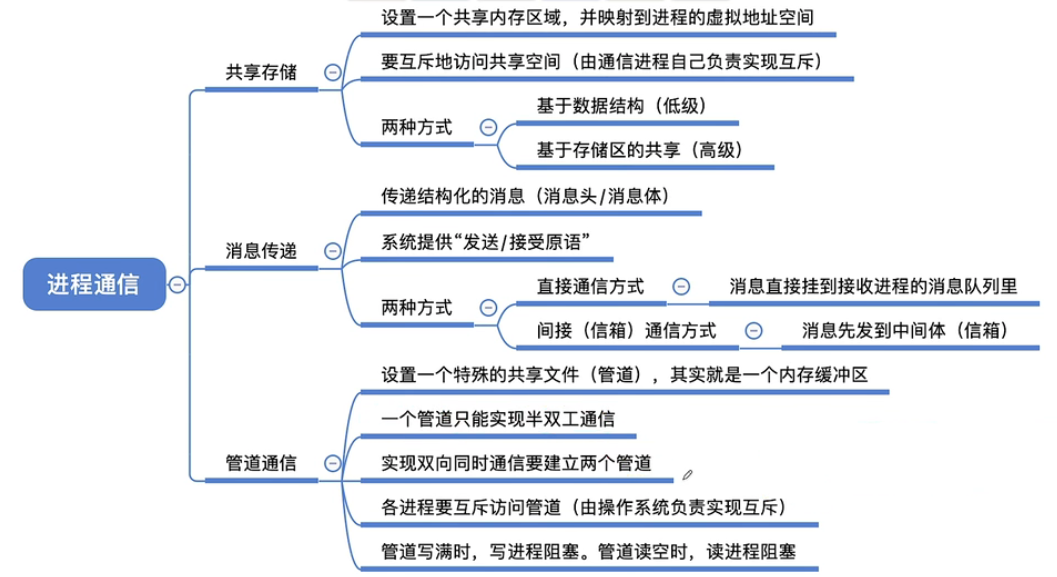 进程通信
共享存储
设置一个共享内存区域，并映射到进程的虚拟地址空间
要互斥地访问共享空间（由通信进程自己负责实现互斥）
两种方式
基于数据结构（低级）
基于存储区的共享（高级）
消息传递
传递结构化的消息（消息头/消息体）
系统提供“发送/接受原语”
两种方式
直接通信方式
消息直接挂到接收进程的消息队列里
间接（信箱）通信方式
消息先发到中间体（信箱）
管道通信
设置一个特殊的共享文件（管道），其实就是一个内存缓冲区
一个管道只能实现半双工通信
实现双向同时通信要建立两个管道
各进程要互斥访问管道（由操作系统负责实现互斥）
管道写满时，写进程阻塞。管道读空时，读进程阻塞